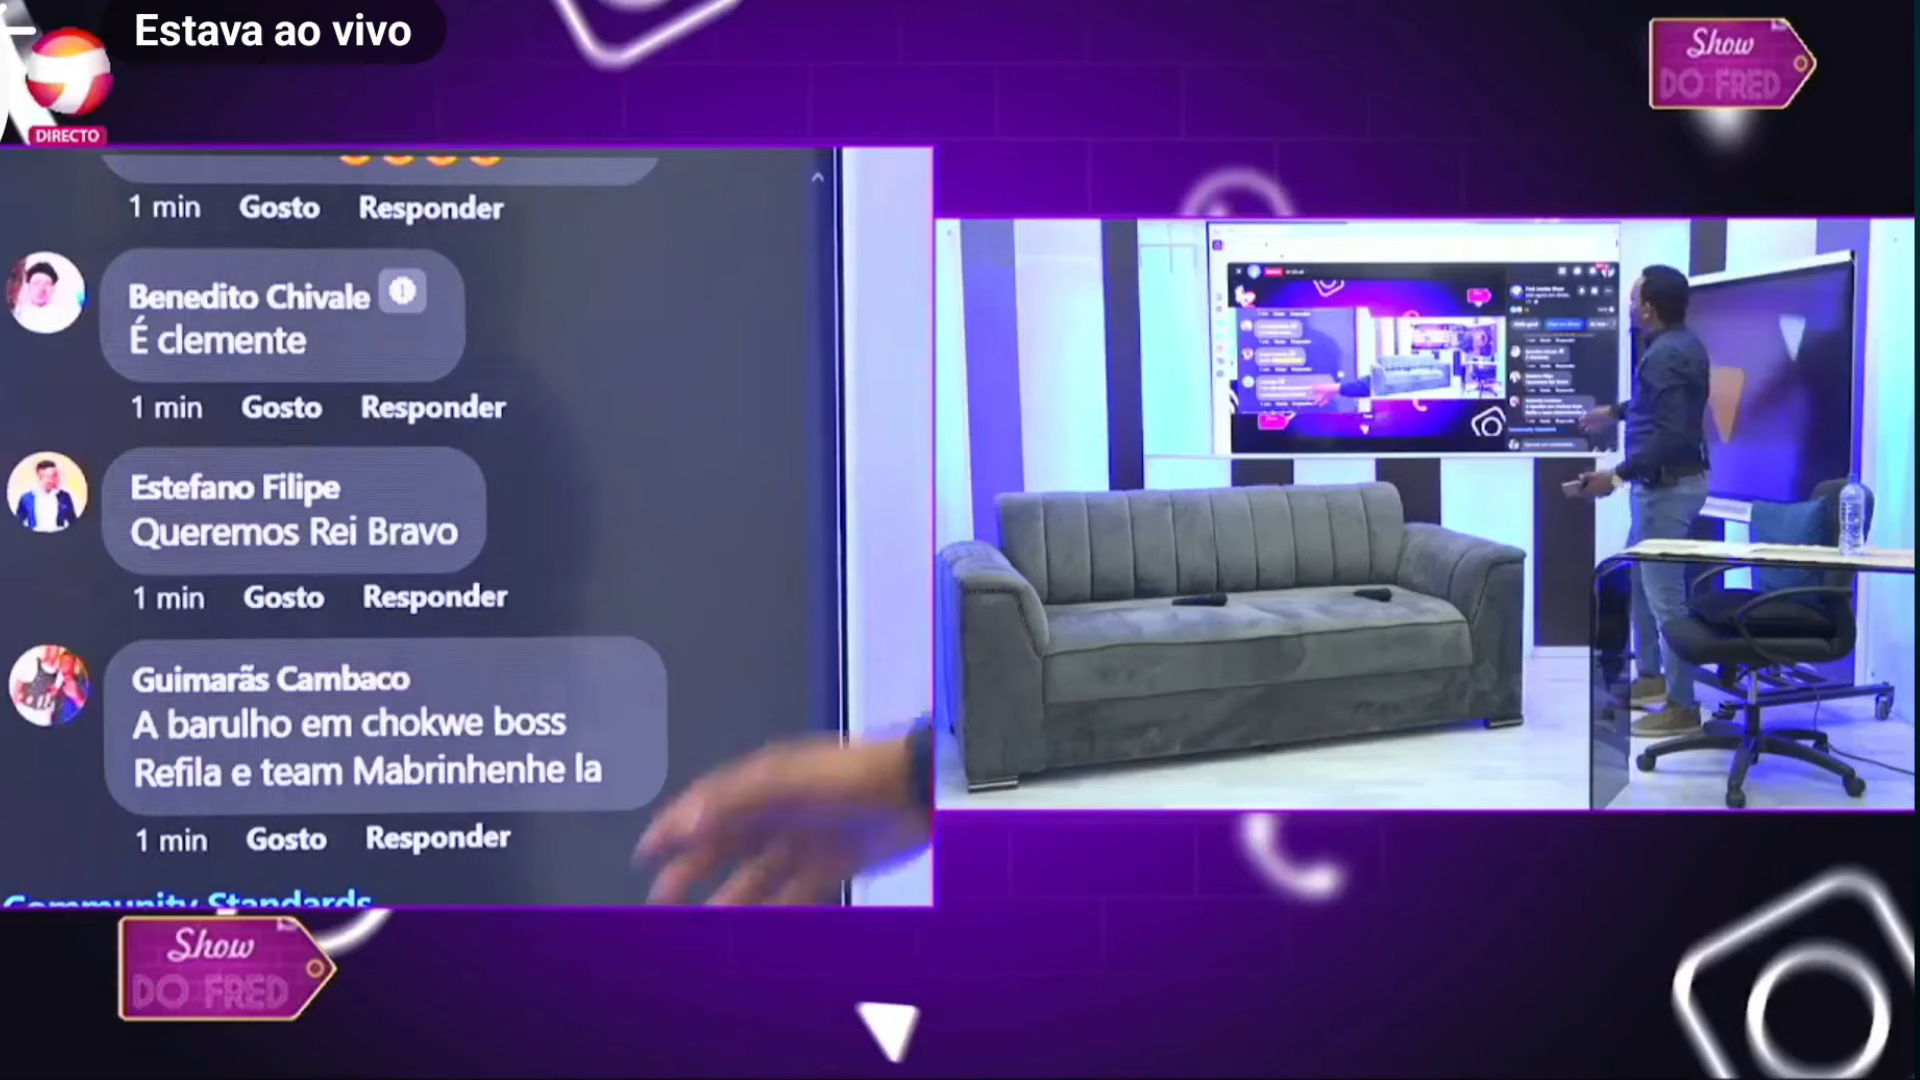 Estava ao vivo
DIRECTO
Show
DO FRED
1 min Gosto Responder
Benedito Chivale
É clemente
1 min Gosto Responder
Estefano Filipe
Queremos Rei Bravo
1 min Gosto Responder
Guimarãs Cambaco
A barulho em chokwe boss
Refila e team Mabrinhenhe la
1 min Gosto Responder
Community Standards
Show
DO FRED